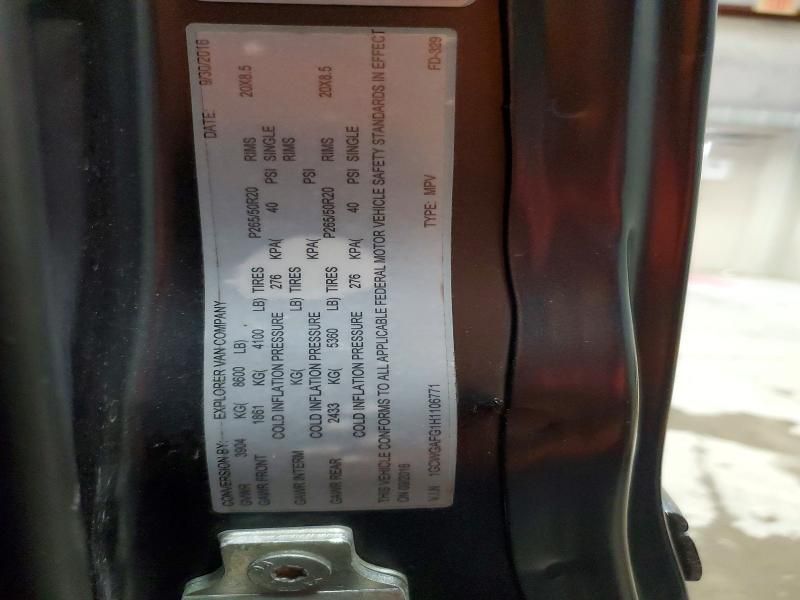 DATE: 9/30/2016
CONVERSION BY: EXPLORER VAN COMPANY
GVWR 3904 KG( 8600 LB)
GAWR FRONT 1861 KG( 4100 LB) TIRES P265/50R20 RIMS 20X8.5
COLD INFLATION PRESSURE 276 KPA( 40 PSI SINGLE
GAWR INTERM KG( LB) TIRES RIMS
COLD INFLATION PRESSURE KPA( PSI
GAWR REAR 2433 KG( 5360 LB) TIRES P265/50R20 RIMS 20X8.5
COLD INFLATION PRESSURE 276 KPA( 40 PSI SINGLE
THIS VEHICLE CONFORMS TO ALL APPLICABLE FEDERAL MOTOR VEHICLE SAFETY STANDARDS IN EFFECT
ON 09/2016
V.I.N 1GCWGAFG1H1106771 TYPE: MPV FD-329